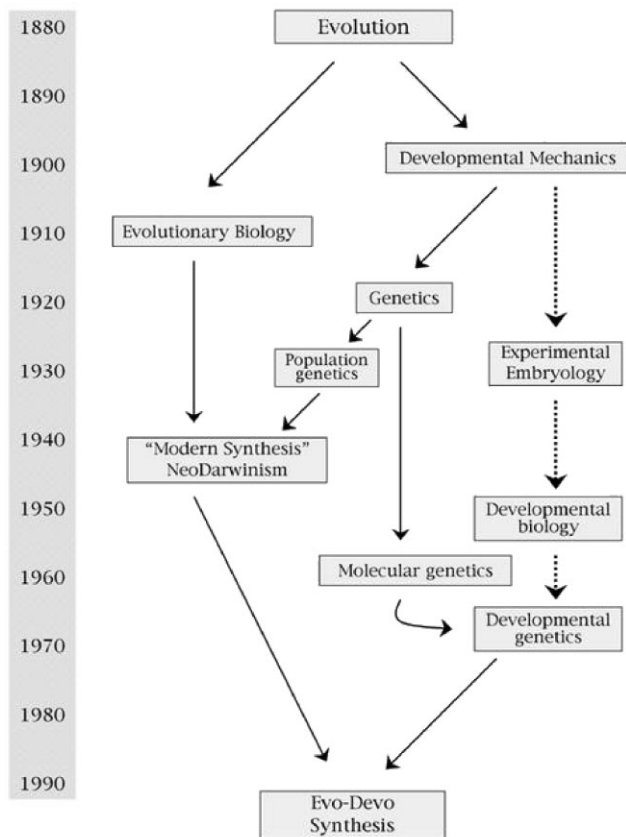 1880
Evolution
1890
1900
Developmental Mechanics
1910
Evolutionary Biology
1920
Genetics
1930
Population
genetics
Experimental
Embryology
1940
“Modern Synthesis”
NeoDarwinism
1950
Developmental
biology
1960
Molecular genetics
1970
Developmental
genetics
1980
1990
Evo-Devo
Synthesis